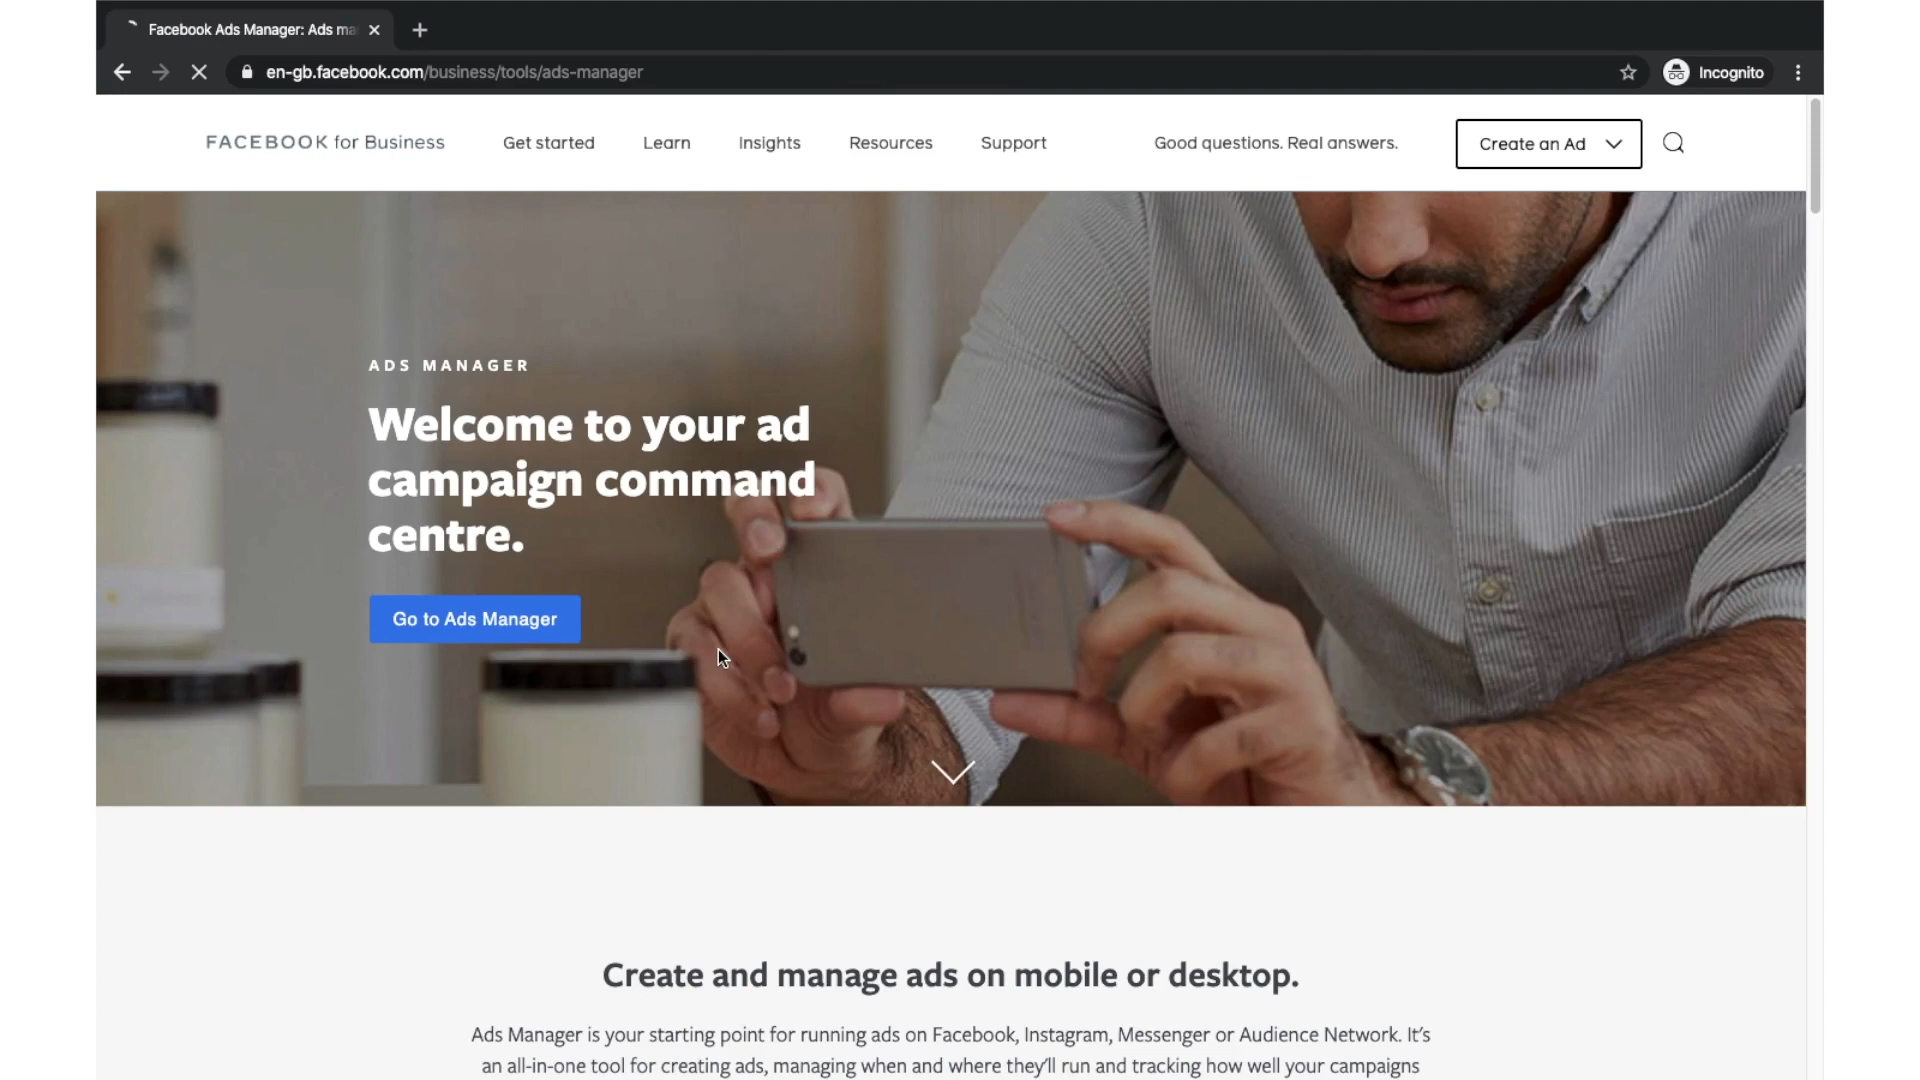 Facebook Ads Manager: Ads ma
en-gb.facebook.com/business/tools/ads-manager
Incognito
FACEBOOK for Business
Get started
Learn
Insights
Resources
Support
Good questions. Real answers.
Create an Ad
ADS MANAGER
Welcome to your ad
campaign command
centre.
Go to Ads Manager
Create and manage ads on mobile or desktop.
Ads Manager is your starting point for running ads on Facebook, Instagram, Messenger or Audience Network. It's
an all-in-one tool for creating ads, managing when and where they'll run and tracking how well your campaigns